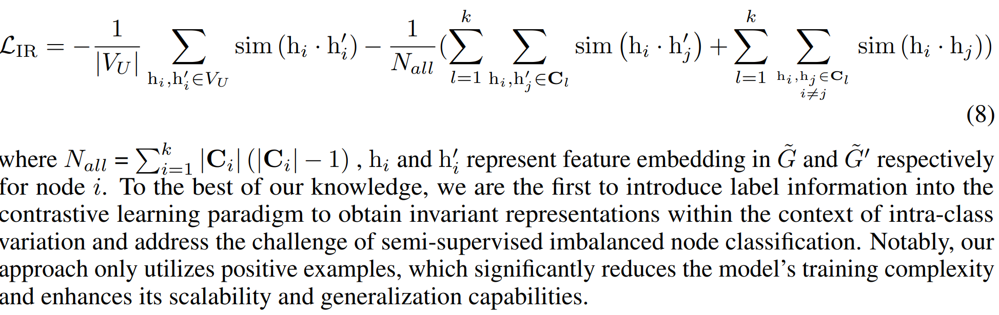 $\mathcal{L}_{\mathrm{IR}} = -\frac{1}{|V_U|} \sum_{\mathrm{h}_i, \mathrm{h}'_i \in V_U} \mathrm{sim}\left(\mathrm{h}_i \cdot \mathrm{h}'_i\right) - \frac{1}{N_{all}} (\sum_{l=1}^{k} \sum_{\mathrm{h}_i, \mathrm{h}'_j \in \mathbf{C}_l} \mathrm{sim}\left(\mathrm{h}_i \cdot \mathrm{h}'_j\right) + \sum_{l=1}^{k} \sum_{\substack{\mathrm{h}_i, \mathrm{h}_j \in \mathbf{C}_l \\ i \neq j}} \mathrm{sim}\left(\mathrm{h}_i \cdot \mathrm{h}_j\right))$
(8)
where $N_{all}$ = $\sum_{i=1}^{k} |\mathbf{C}_i| \left(|\mathbf{C}_i| - 1\right)$ , $\mathrm{h}_i$ and $\mathrm{h}'_i$ represent feature embedding in $\tilde{G}$ and $\tilde{G}'$ respectively
for node $i$. To the best of our knowledge, we are the first to introduce label information into the
contrastive learning paradigm to obtain invariant representations within the context of intra-class
variation and address the challenge of semi-supervised imbalanced node classification. Notably, our
approach only utilizes positive examples, which significantly reduces the model's training complexity
and enhances its scalability and generalization capabilities.